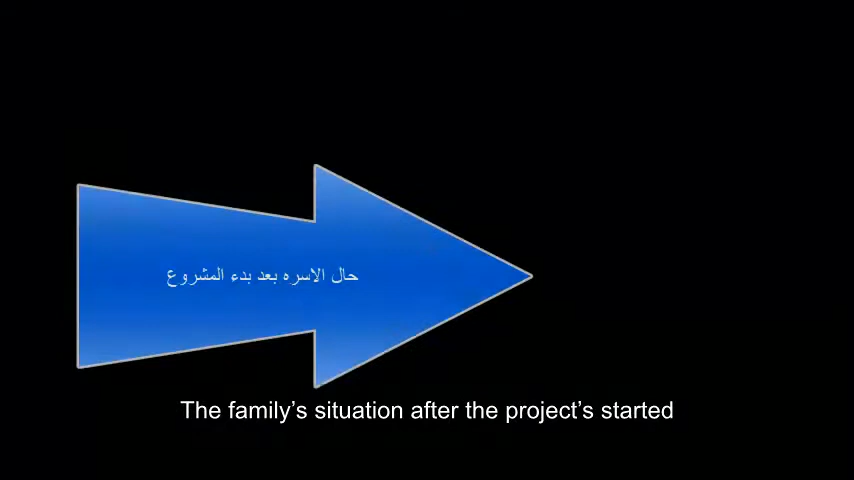 حال الاسره بعد بدء المشروع
The family’s situation after the project’s started